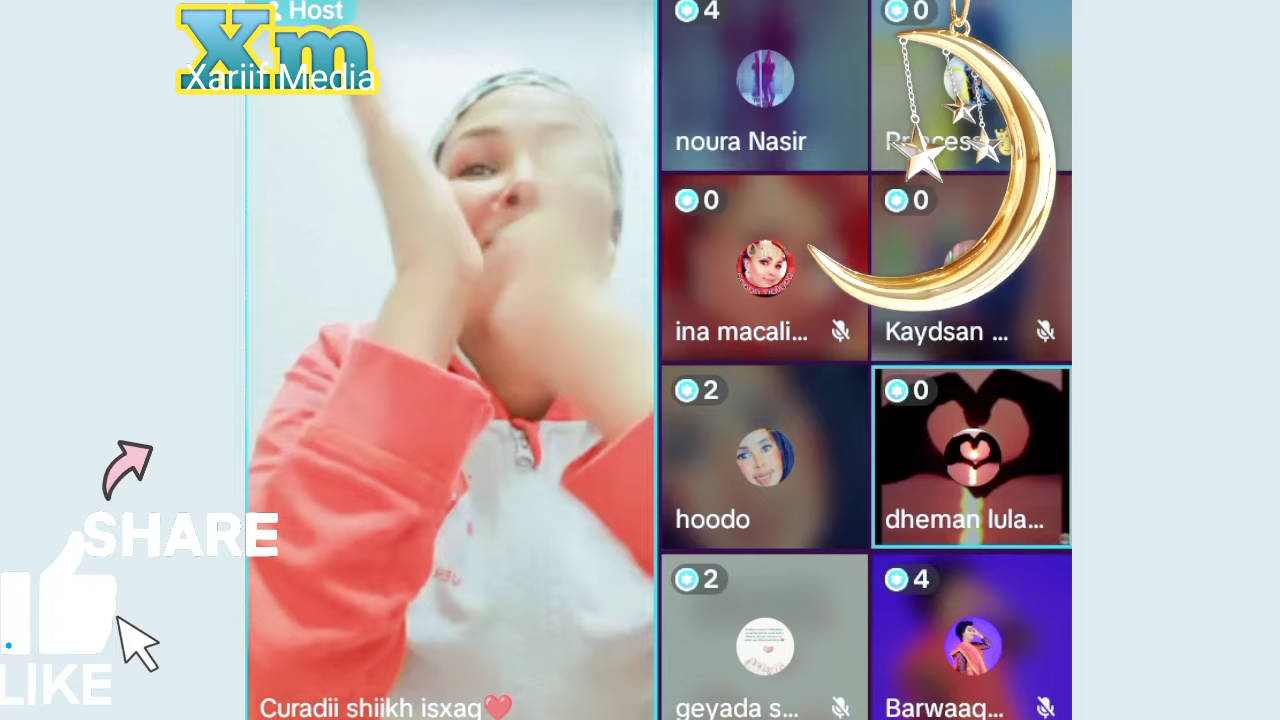 Host
Xm
Xariif Media
4
noura Nasir
0
Princess
0
ina macali...
0
Kaydsan ...
2
hoodo
0
dheman lula...
2
geyada s...
4
Barwaaq...
Curadii shiikh isxaq❤️
SHARE
LIKE